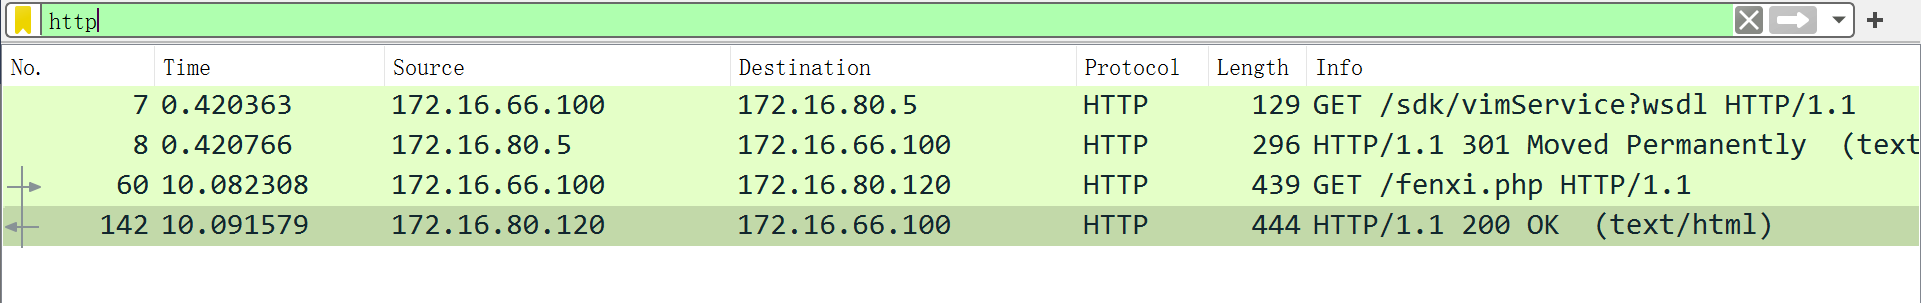 http
No. Time Source Destination Protocol Length Info
7 0.420363 172.16.66.100 172.16.80.5 HTTP 129 GET /sdk/vimService?wsdl HTTP/1.1
8 0.420766 172.16.80.5 172.16.66.100 HTTP 296 HTTP/1.1 301 Moved Permanently (text
60 10.082308 172.16.66.100 172.16.80.120 HTTP 439 GET /fenxi.php HTTP/1.1
142 10.091579 172.16.80.120 172.16.66.100 HTTP 444 HTTP/1.1 200 OK (text/html)